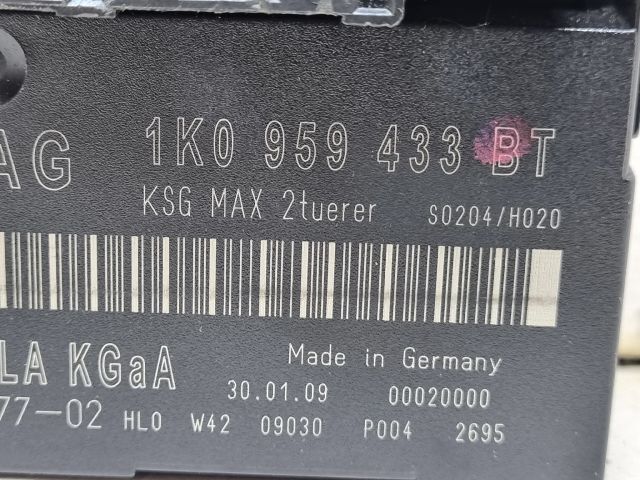 AG 1K0 959 433 BT
KSG MAX 2tuerer S0204/H020
LA KGaA Made in Germany
30.01.09 00020000
77-02 HL0 W42 09030 P004 2695